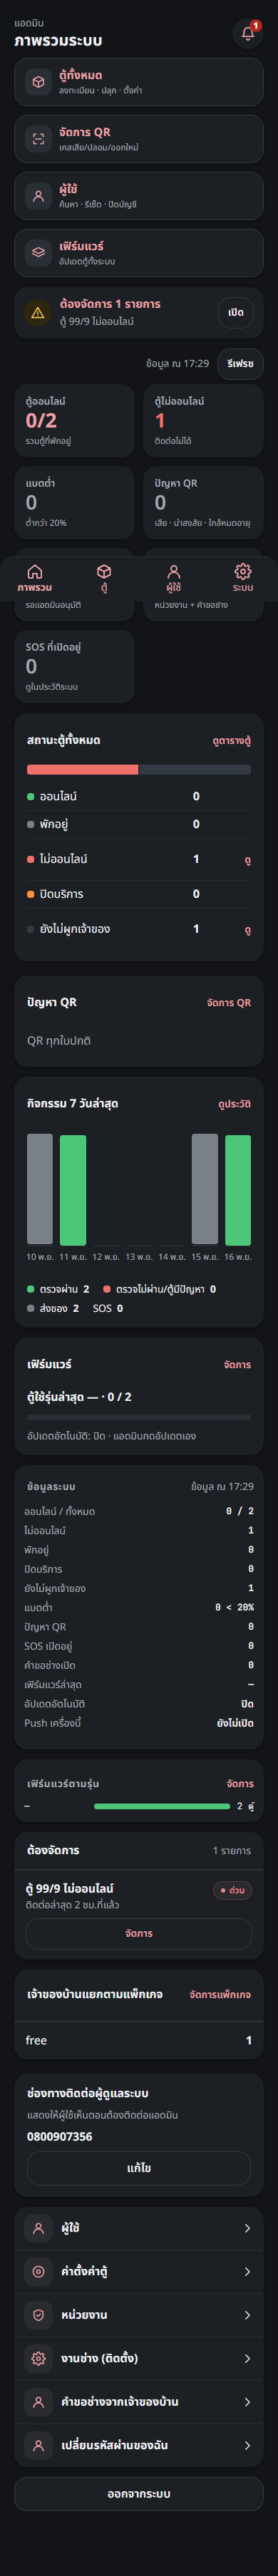 แอดมิน
ภาพรวมระบบ
1
ตู้ทั้งหมด
ลงทะเบียน · ปลุก · ตั้งค่า
จัดการ QR
เคสเสีย/ปลอม/ออกใหม่
ผู้ใช้
ค้นหา · รีเซ็ต · ปิดบัญชี
เฟิร์มแวร์
อัปเดตตู้ทั้งระบบ
ต้องจัดการ 1 รายการ
ตู้ 99/9 ไม่ออนไลน์
เปิด
ข้อมูล ณ 17:29
รีเฟรช
ตู้ออนไลน์
0/2
รวมตู้ที่พักอยู่
ตู้ไม่ออนไลน์
1
ติดต่อไม่ได้
แบตต่ำ
0
ต่ำกว่า 20%
ปัญหา QR
0
เสีย · น่าสงสัย · ใกล้หมดอายุ
ภาพรวม
ตู้
ผู้ใช้
ระบบ
รอแอดมินอนุมัติ
หน่วยงาน + คำขอช่าง
SOS ที่เปิดอยู่
0
ดูในประวัติระบบ
สถานะตู้ทั้งหมด
ดูตารางตู้
ออนไลน์ 0
พักอยู่ 0
ไม่ออนไลน์ 1 ดู
ปิดบริการ 0
ยังไม่ผูกเจ้าของ 1 ดู
ปัญหา QR
จัดการ QR
QR ทุกใบปกติ
กิจกรรม 7 วันล่าสุด
ดูประวัติ
10 พ.ย. 11 พ.ย. 12 พ.ย. 13 พ.ย. 14 พ.ย. 15 พ.ย. 16 พ.ย.
ตรวจผ่าน 2 ตรวจไม่ผ่าน/ตู้มีปัญหา 0
ส่งของ 2 SOS 0
เฟิร์มแวร์
จัดการ
ตู้ใช้รุ่นล่าสุด — · 0 / 2
อัปเดตอัตโนมัติ: ปิด · แอดมินกดอัปเดตเอง
ข้อมูลระบบ
ข้อมูล ณ 17:29
ออนไลน์ / ทั้งหมด 0 / 2
ไม่ออนไลน์ 1
พักอยู่ 0
ปิดบริการ 0
ยังไม่ผูกเจ้าของ 1
แบตต่ำ 0 < 20%
ปัญหา QR 0
SOS เปิดอยู่ 0
คำขอช่างเปิด 0
เฟิร์มแวร์ล่าสุด —
อัปเดตอัตโนมัติ ปิด
Push เครื่องนี้ ยังไม่เปิด
เฟิร์มแวร์ตามรุ่น
จัดการ
— 2 ตู้
ต้องจัดการ
1 รายการ
ตู้ 99/9 ไม่ออนไลน์
ด่วน
ติดต่อล่าสุด 2 ชม.ที่แล้ว
จัดการ
เจ้าของบ้านแยกตามแพ็กเกจ
จัดการแพ็กเกจ
free 1
ช่องทางติดต่อผู้ดูแลระบบ
แสดงให้ผู้ใช้เห็นตอนต้องติดต่อแอดมิน
0800907356
แก้ไข
ผู้ใช้
ค่าตั้งค่าตู้
หน่วยงาน
งานช่าง (ติดตั้ง)
คำขอช่างจากเจ้าของบ้าน
เปลี่ยนรหัสผ่านของฉัน
ออกจากระบบ